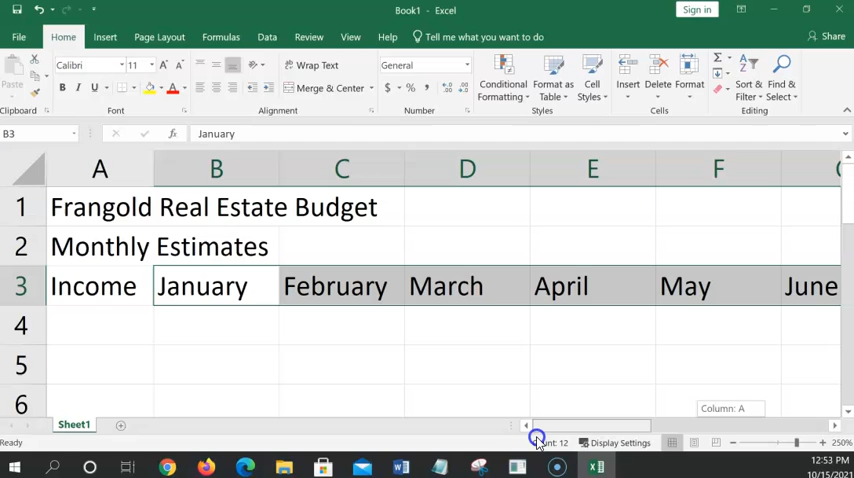 Book1 - Excel
Sign in
File Home Insert Page Layout Formulas Data Review View Help Tell me what you want to do Share
Calibri 11 Wrap Text General
Paste B I U Merge & Center $ % Conditional Formatting Format as Table Cell Styles Insert Delete Format Sort & Filter Find & Select
Clipboard Font Alignment Number Styles Cells Editing
B3 fx January
A B C D E F
1 Frangold Real Estate Budget
2 Monthly Estimates
3 Income January February March April May June
4
5
6
Column: A
Sheet1
Ready Display Settings 250%
12:53 PM
10/15/2021